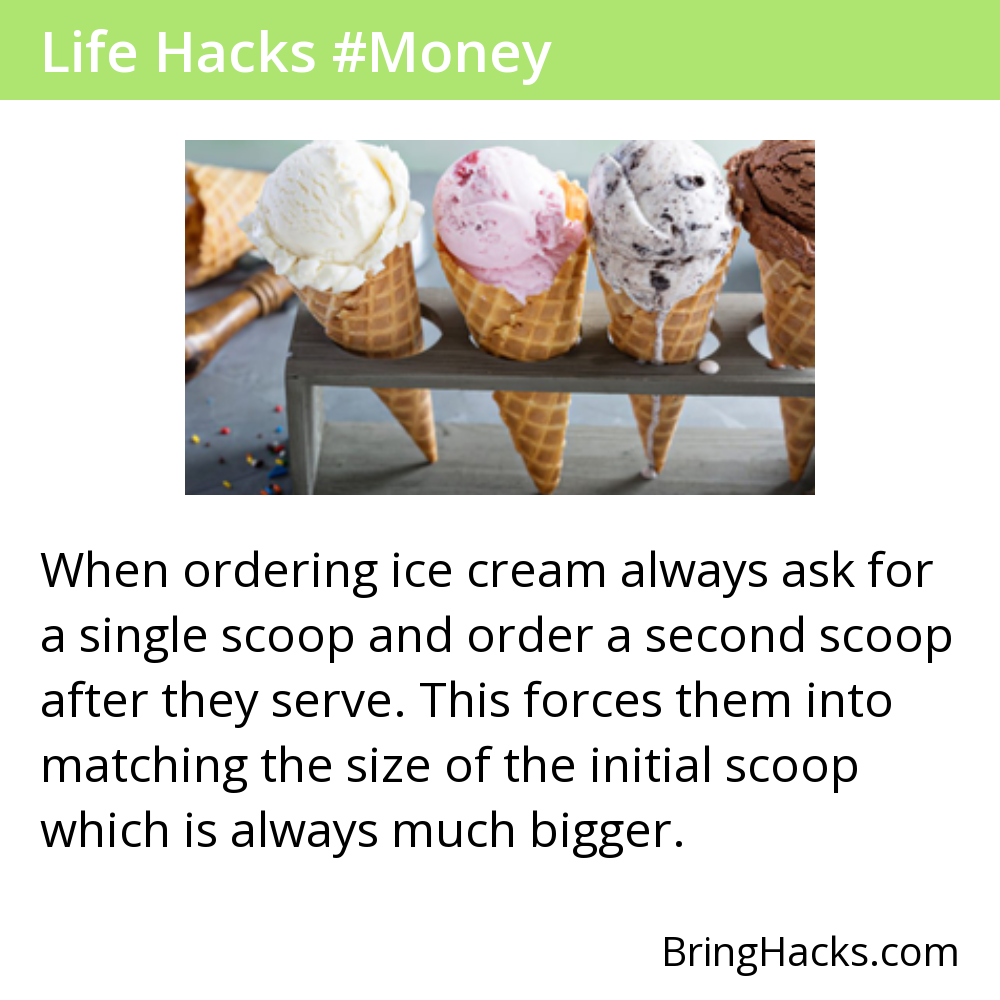 Life Hacks #Money
When ordering ice cream always ask for
a single scoop and order a second scoop
after they serve. This forces them into
matching the size of the initial scoop
which is always much bigger.
BringHacks.com